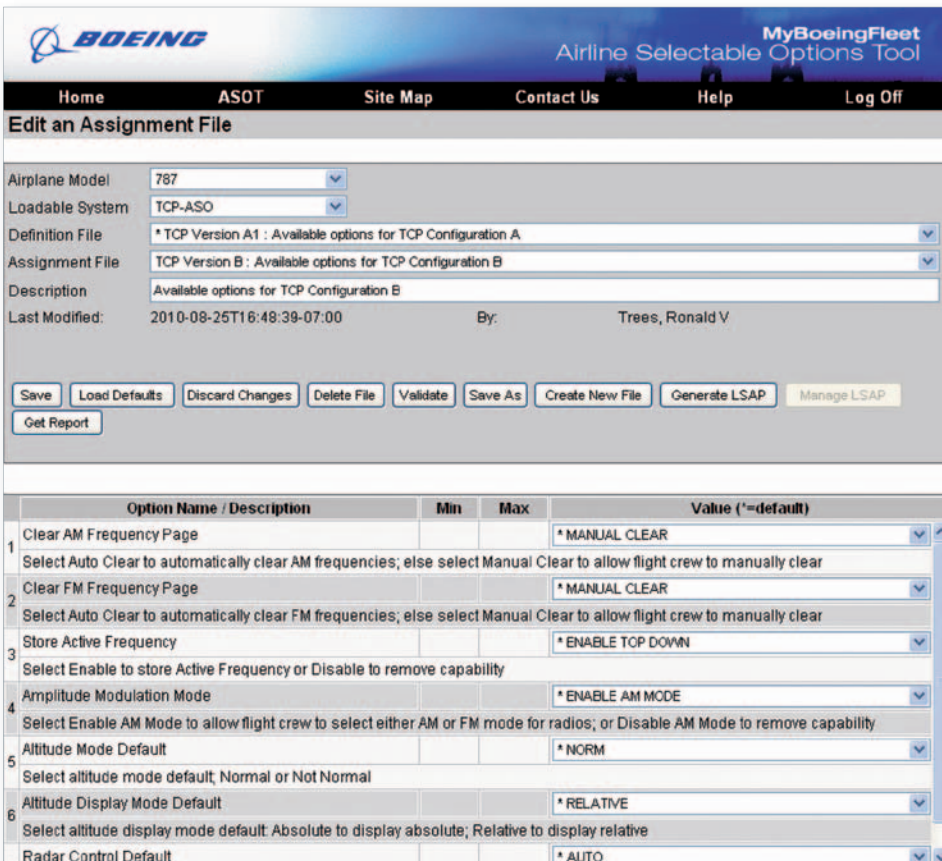 BOEING
MyBoeingFleet
Airline Selectable Options Tool
Home ASOT Site Map Contact Us Help Log Off
Edit an Assignment File
Airplane Model 787
Loadable System TCP-ASO
Definition File * TCP Version A1 : Available options for TCP Configuration A
Assignment File TCP Version B : Available options for TCP Configuration B
Description Available options for TCP Configuration B
Last Modified: 2010-08-25T16:48:39-07:00 By: Trees, Ronald V
Save Load Defaults Discard Changes Delete File Validate Save As Create New File Generate LSAP Manage LSAP
Get Report
Option Name / Description Min Max Value (*=default)
1 Clear AM Frequency Page * MANUAL CLEAR
Select Auto Clear to automatically clear AM frequencies; else select Manual Clear to allow flight crew to manually clear
2 Clear FM Frequency Page * MANUAL CLEAR
Select Auto Clear to automatically clear FM frequencies; else select Manual Clear to allow flight crew to manually clear
3 Store Active Frequency * ENABLE TOP DOWN
Select Enable to store Active Frequency or Disable to remove capability
4 Amplitude Modulation Mode * ENABLE AM MODE
Select Enable AM Mode to allow flight crew to select either AM or FM mode for radios; or Disable AM Mode to remove capability
5 Altitude Mode Default * NORM
Select altitude mode default; Normal or Not Normal
6 Altitude Display Mode Default * RELATIVE
Select altitude display mode default: Absolute to display absolute; Relative to display relative
Radar Control Default * AUTO